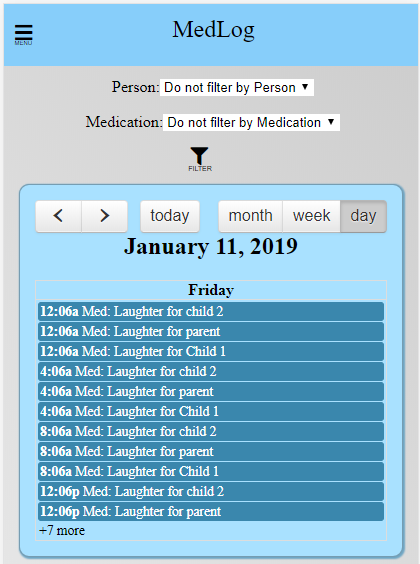 MedLog
MENU
Person: Do not filter by Person
Medication: Do not filter by Medication
FILTER
today month week day
January 11, 2019
Friday
12:06a Med: Laughter for child 2
12:06a Med: Laughter for parent
12:06a Med: Laughter for Child 1
4:06a Med: Laughter for child 2
4:06a Med: Laughter for parent
4:06a Med: Laughter for Child 1
8:06a Med: Laughter for child 2
8:06a Med: Laughter for parent
8:06a Med: Laughter for Child 1
12:06p Med: Laughter for child 2
12:06p Med: Laughter for parent
+7 more